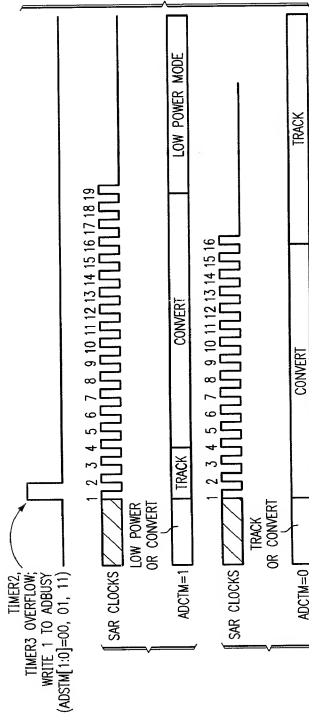 TIMER2,
TIMER3 OVERFLOW;
WRITE 1 TO ADBUSY
(ADSTM[1:0]=00, 01, 11)
1 2 3 4 5 6 7 8 9 10 11 12 13 14 15 16 17 18 19
SAR CLOCKS
LOW POWER
OR CONVERT
ADCTM=1
TRACK
CONVERT
LOW POWER MODE
1 2 3 4 5 6 7 8 9 10 11 12 13 14 15 16
SAR CLOCKS
TRACK
OR CONVERT
ADCTM=0
CONVERT
TRACK